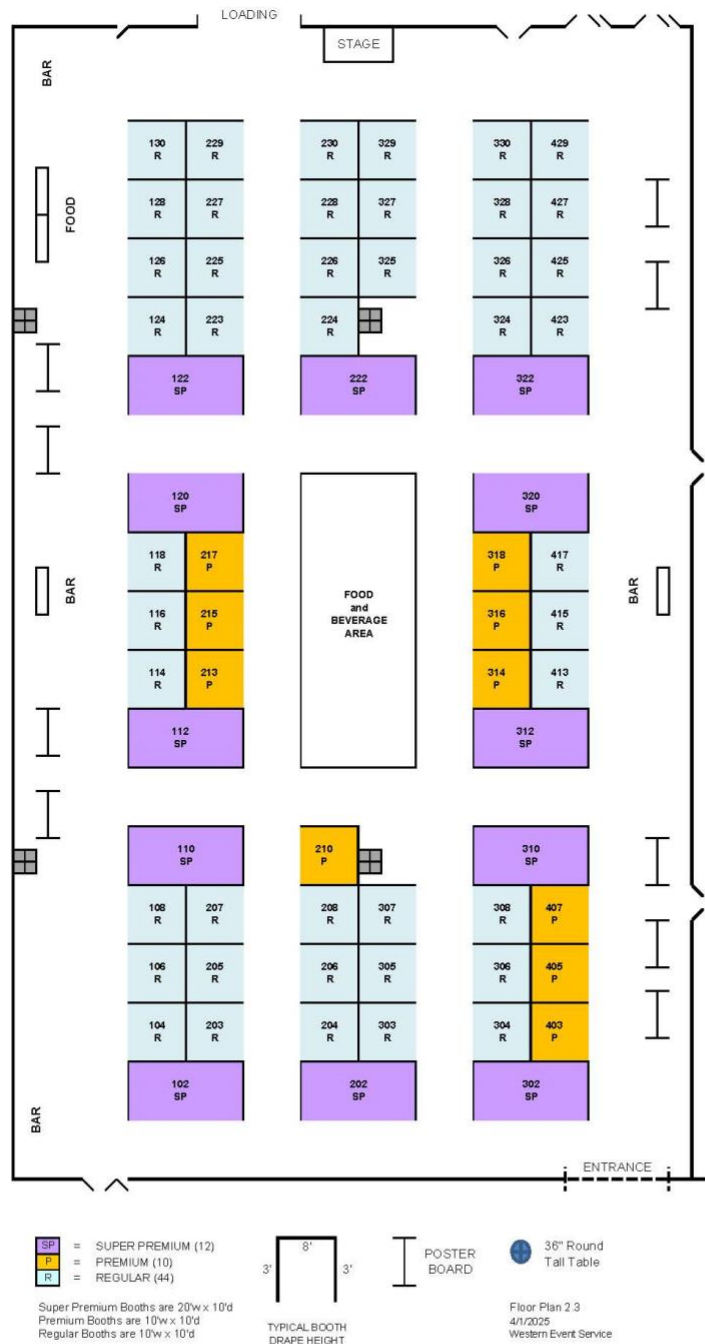 LOADING
STAGE
BAR
130 229 230 329 330 429
R R R R R R
128 227 228 327 328 427
R R R R R R
FOOD
126 225 226 325 326 425
R R R R R R
124 223 224 324 423
R R R R R
122 222 322
SP SP SP
120 320
SP SP
118 217 318 417
R P P R
BAR
116 215 316 415
R P P R
FOOD
and
BEVERAGE
AREA
BAR
114 213 314 413
R P P R
112 312
SP SP
110 210 310
SP P SP
108 207 208 307 308 407
R R R R R P
106 205 206 305 306 405
R R R R R P
104 203 204 303 304 403
R R R R R P
102 202 302
SP SP SP
BAR
ENTRANCE
SP = SUPER PREMIUM (12)
P = PREMIUM (10)
R = REGULAR (44)
Super Premium Booths are 20'w x 10'd
Premium Booths are 10'w x 10'd
Regular Booths are 10'w x 10'd
8'
3' 3'
TYPICAL BOOTH
DRAPE HEIGHT
POSTER
BOARD
36" Round
Tall Table
Floor Plan 2.3
4/1/2025
Western Event Service